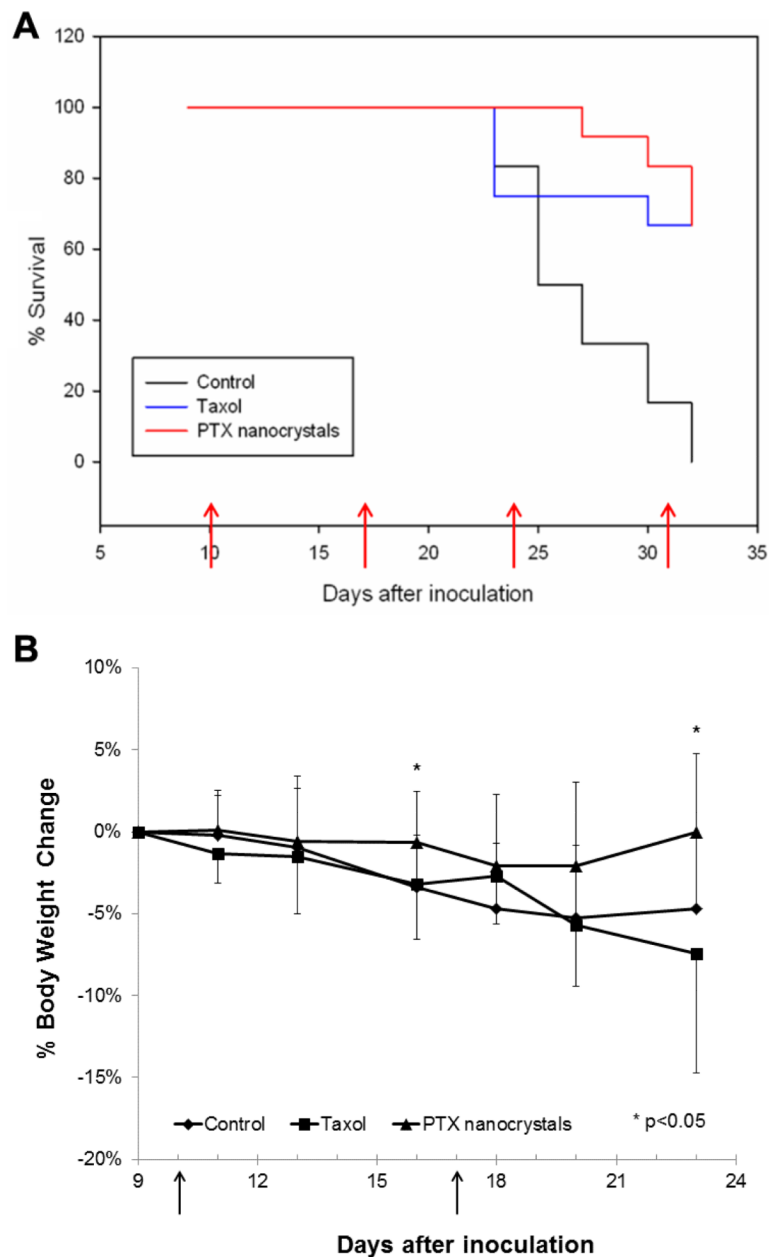 A
120
100
80
60
40
20
0
% Survival
Control
Taxol
PTX nanocrystals
5 10 15 20 25 30 35
Days after inoculation
B
10%
5%
0%
-5%
-10%
-15%
-20%
% Body Weight Change
* *
Control Taxol PTX nanocrystals * p<0.05
9 12 15 18 21 24
Days after inoculation